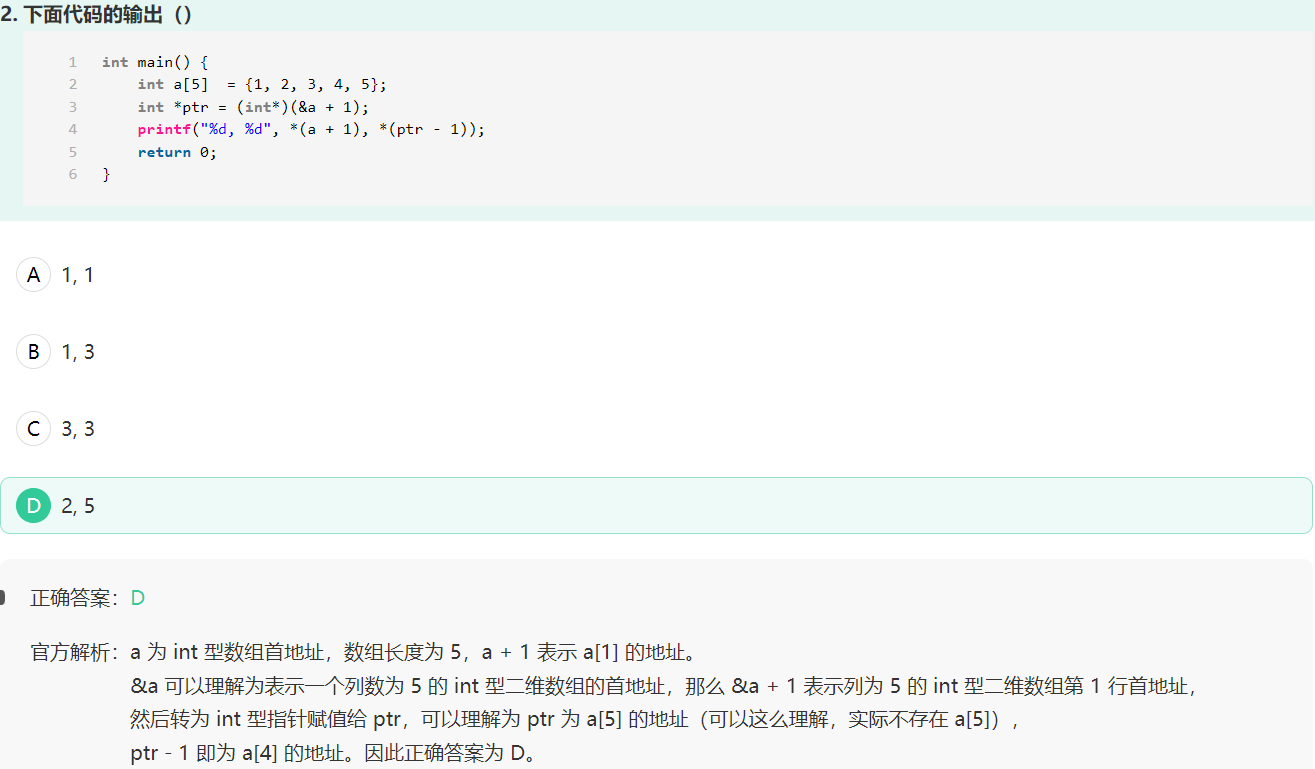 2. 下面代码的输出（）
1 int main() {
2 int a[5]  = {1, 2, 3, 4, 5};
3 int *ptr = (int*)(&a + 1);
4 printf("%d, %d", *(a + 1), *(ptr - 1));
5 return 0;
6 }
A 1, 1
B 1, 3
C 3, 3
D 2, 5
正确答案：D
官方解析：a 为 int 型数组首地址，数组长度为 5，a + 1 表示 a[1] 的地址。
&a 可以理解为表示一个列数为 5 的 int 型二维数组的首地址，那么 &a + 1 表示列为 5 的 int 型二维数组第 1 行首地址，
然后转为 int 型指针赋值给 ptr，可以理解为 ptr 为 a[5] 的地址（可以这么理解，实际不存在 a[5]），
ptr - 1 即为 a[4] 的地址。因此正确答案为 D。